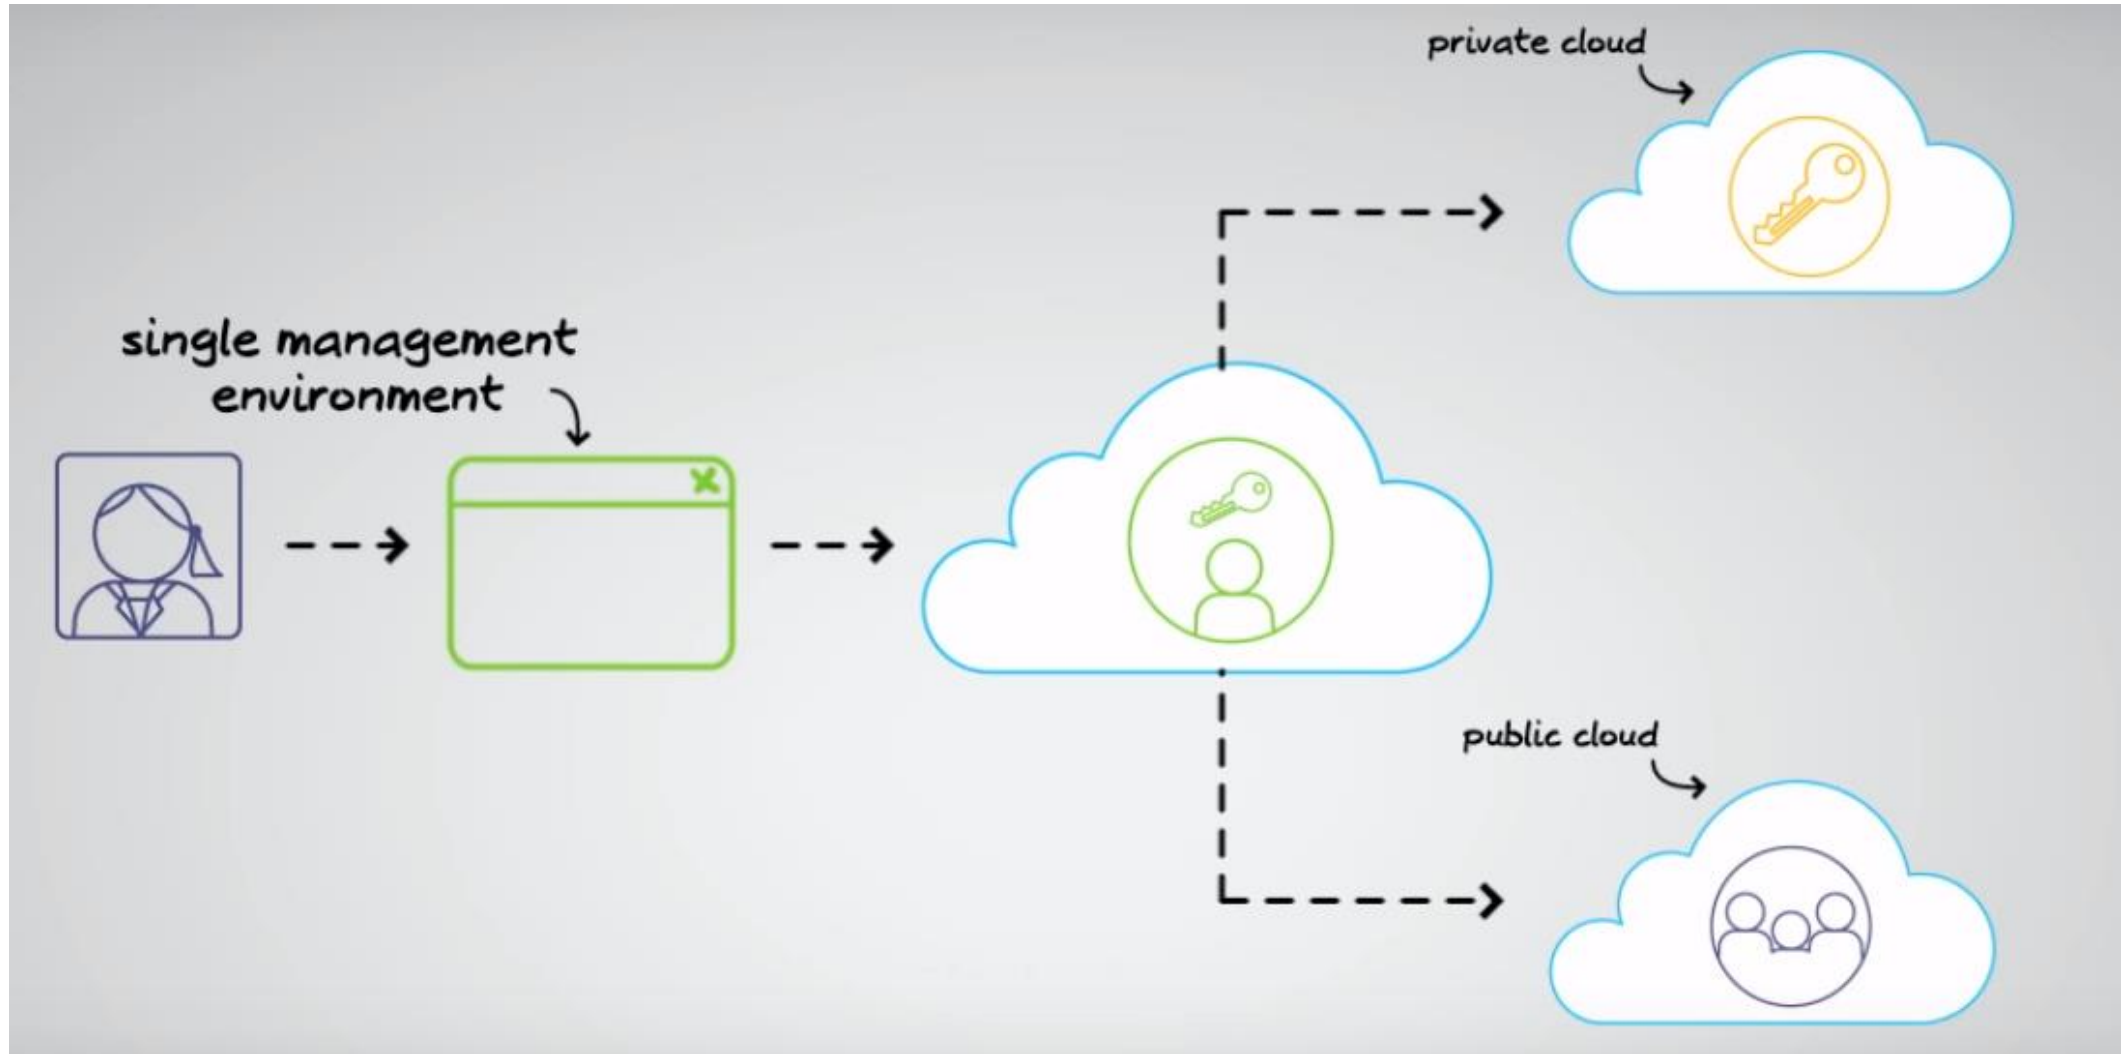 private cloud
single management
environment
public cloud